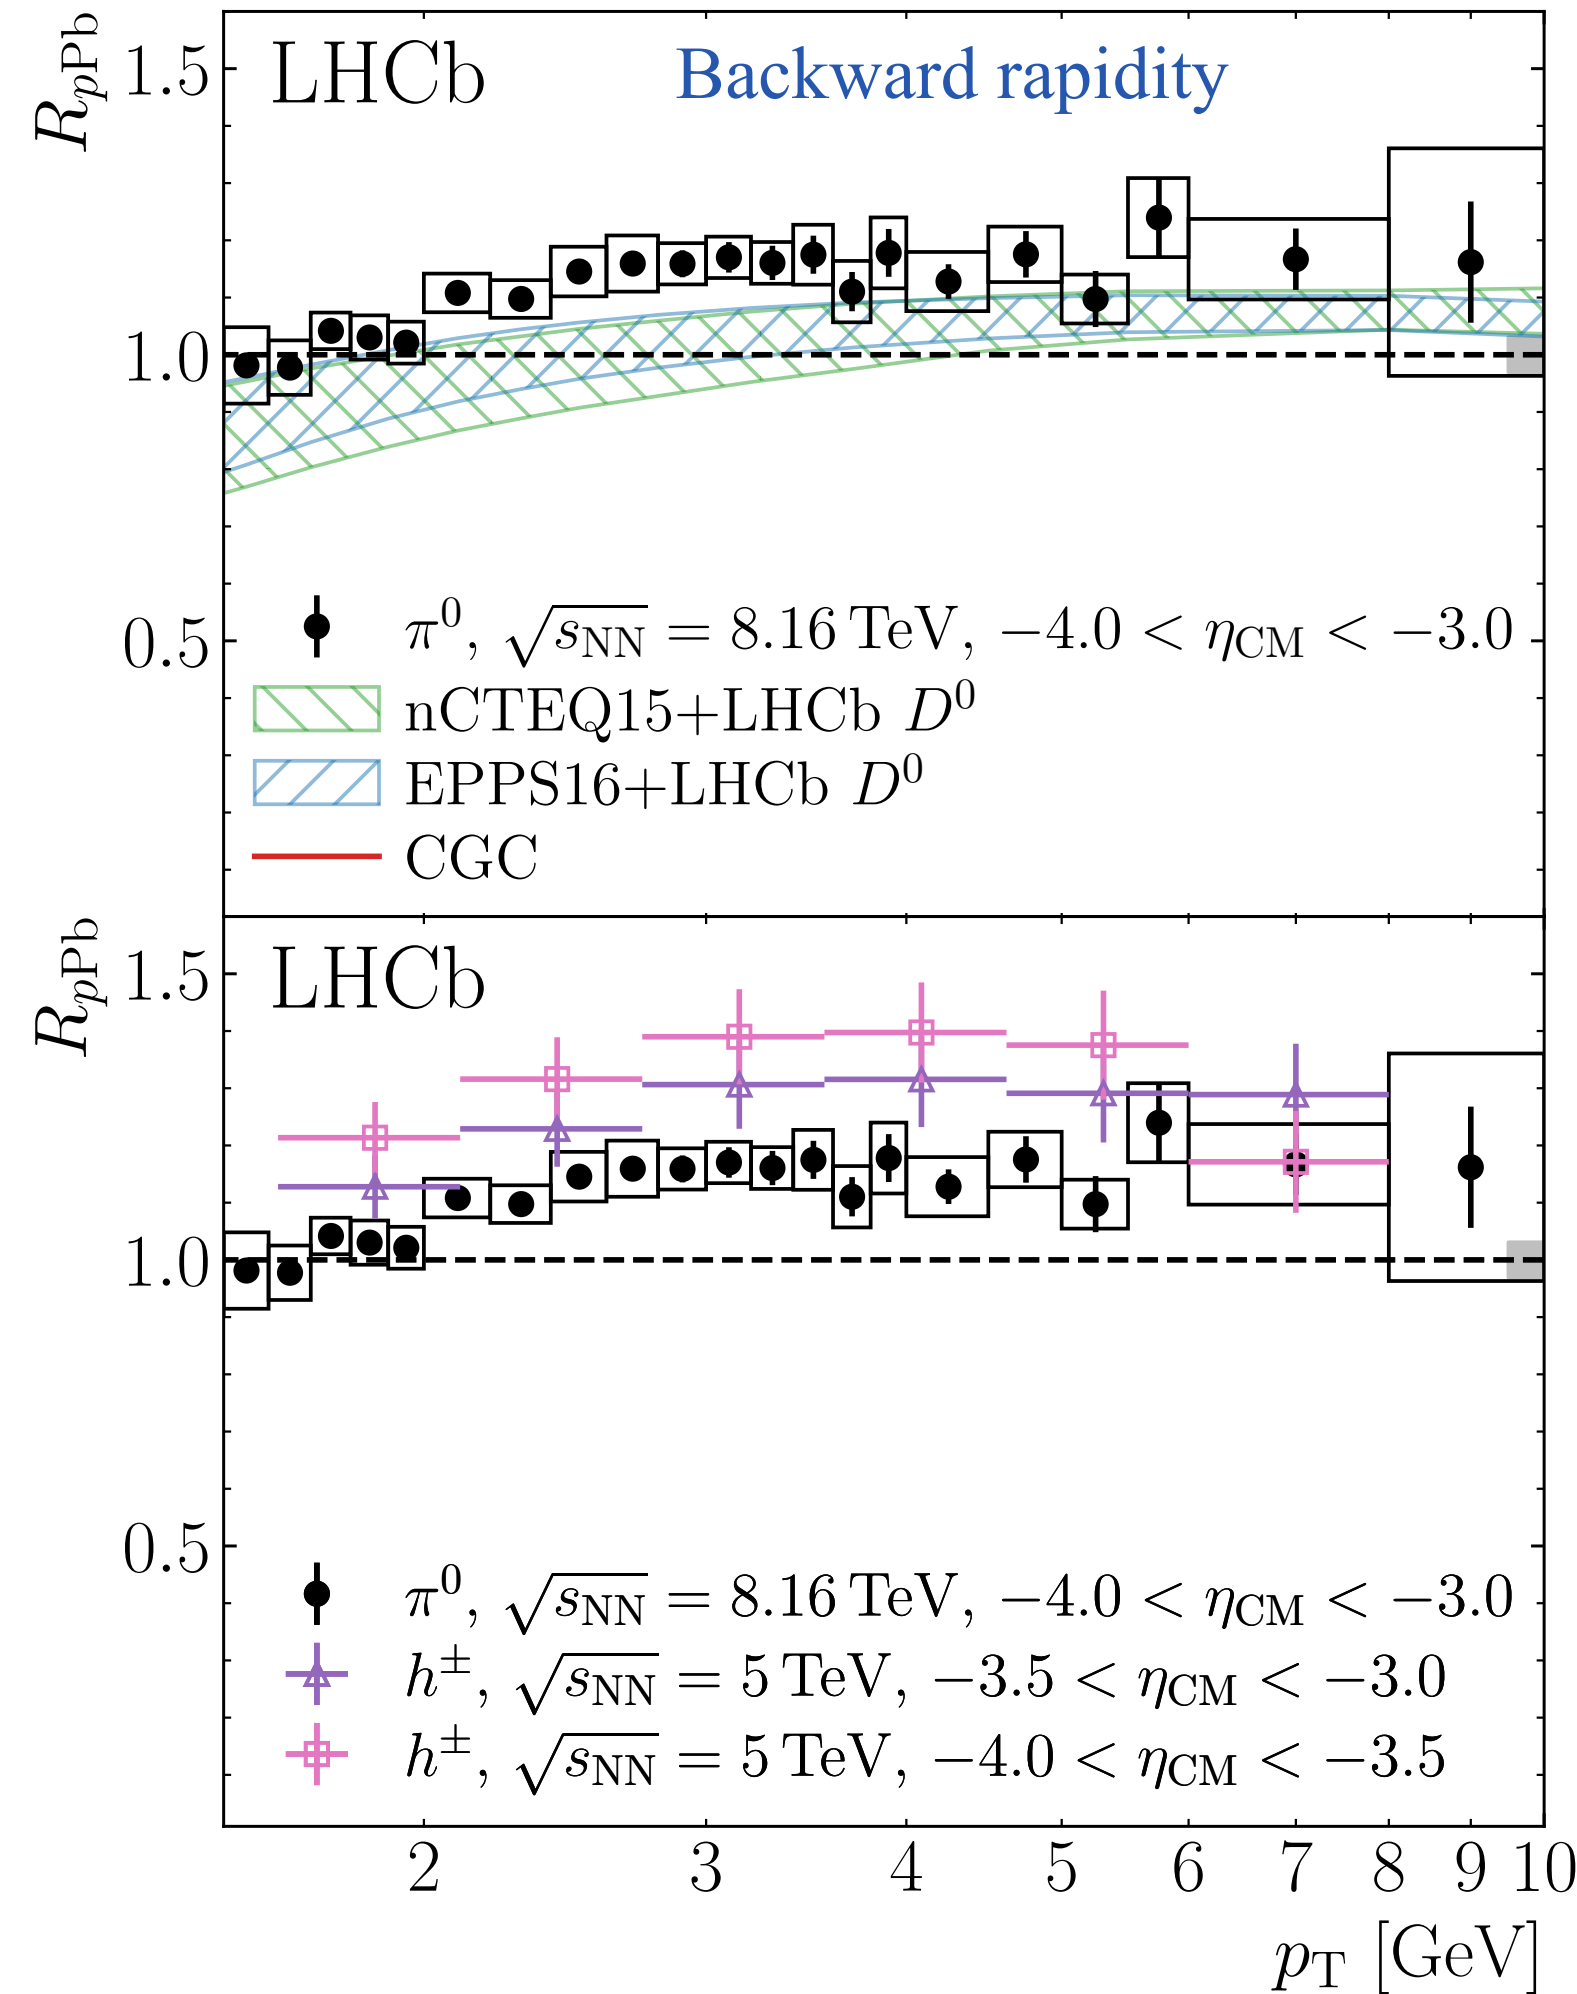 R_pPb
1.5
LHCb
Backward rapidity
1.0
0.5
π⁰, √s_NN = 8.16 TeV, −4.0 < η_CM < −3.0
nCTEQ15+LHCb D⁰
EPPS16+LHCb D⁰
CGC
R_pPb
1.5
LHCb
1.0
0.5
π⁰, √s_NN = 8.16 TeV, −4.0 < η_CM < −3.0
h^±, √s_NN = 5 TeV, −3.5 < η_CM < −3.0
h^±, √s_NN = 5 TeV, −4.0 < η_CM < −3.5
2 3 4 5 6 7 8 9 10
p_T [GeV]